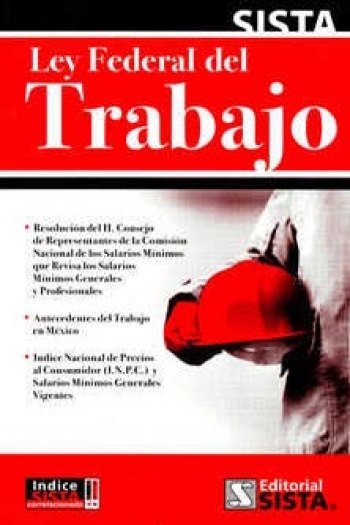 SISTA
Ley Federal del
Trabajo
• Resolución del H. Consejo
de Representantes de la Comisión
Nacional de los Salarios Mínimos
que Revisa los Salarios
Mínimos Generales
y Profesionales
• Antecedentes del Trabajo
en México
• Indice Nacional de Precios
al Consumidor (I.N.P.C.) y
Salarios Mínimos Generales
Vigentes
Indice
SISTA
correlacionado
Editorial
SISTA®